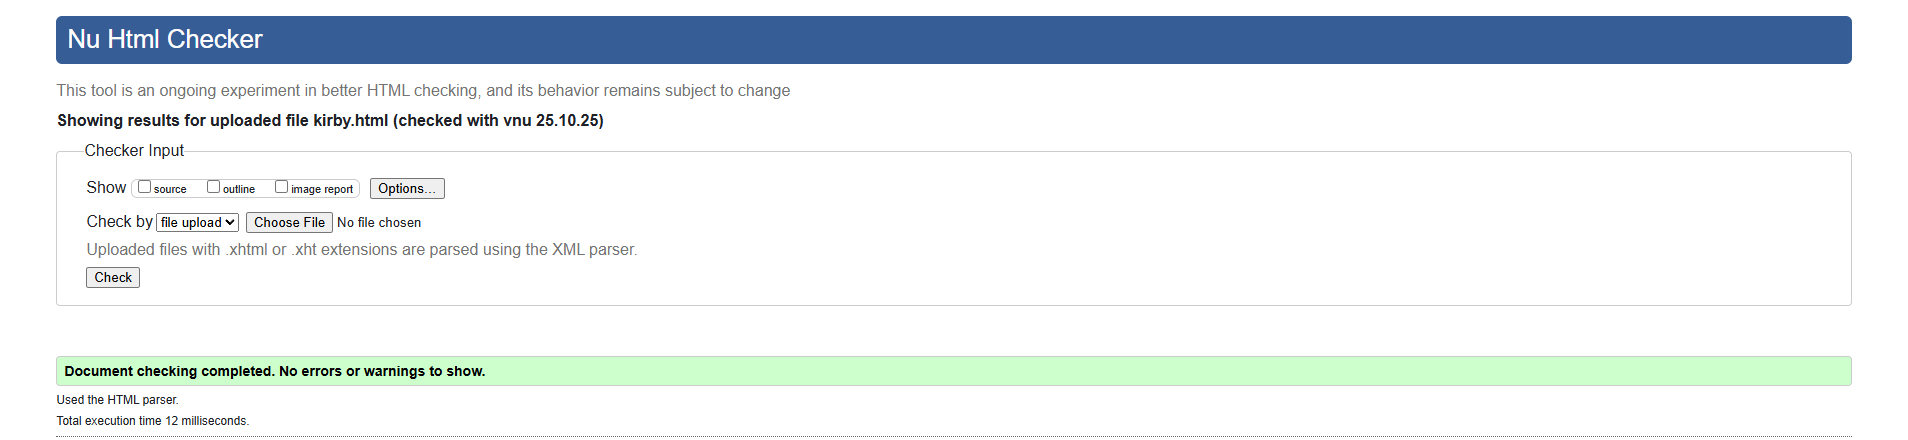 Nu Html Checker
This tool is an ongoing experiment in better HTML checking, and its behavior remains subject to change
Showing results for uploaded file kirby.html (checked with vnu 25.10.25)
Checker Input
Show source outline image report Options...
Check by file upload Choose File No file chosen
Uploaded files with .xhtml or .xht extensions are parsed using the XML parser.
Check
Document checking completed. No errors or warnings to show.
Used the HTML parser.
Total execution time 12 milliseconds.